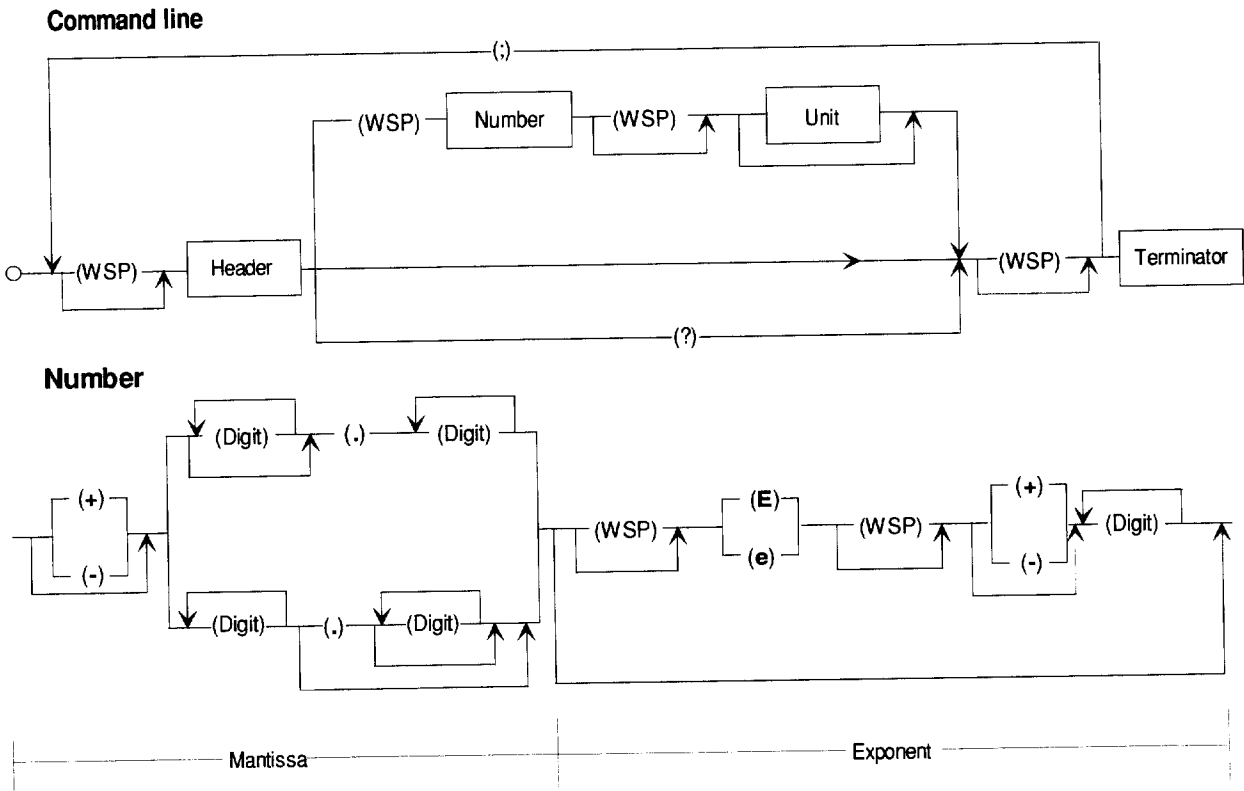 Command line
(;)
(WSP) Number (WSP) Unit
(WSP) Header (WSP) Terminator
(?)
Number
(Digit) (.) (Digit)
(+) (+)
(WSP) (E) (WSP) (Digit)
(-) (e) (-)
(Digit) (.) (Digit)
Mantissa Exponent